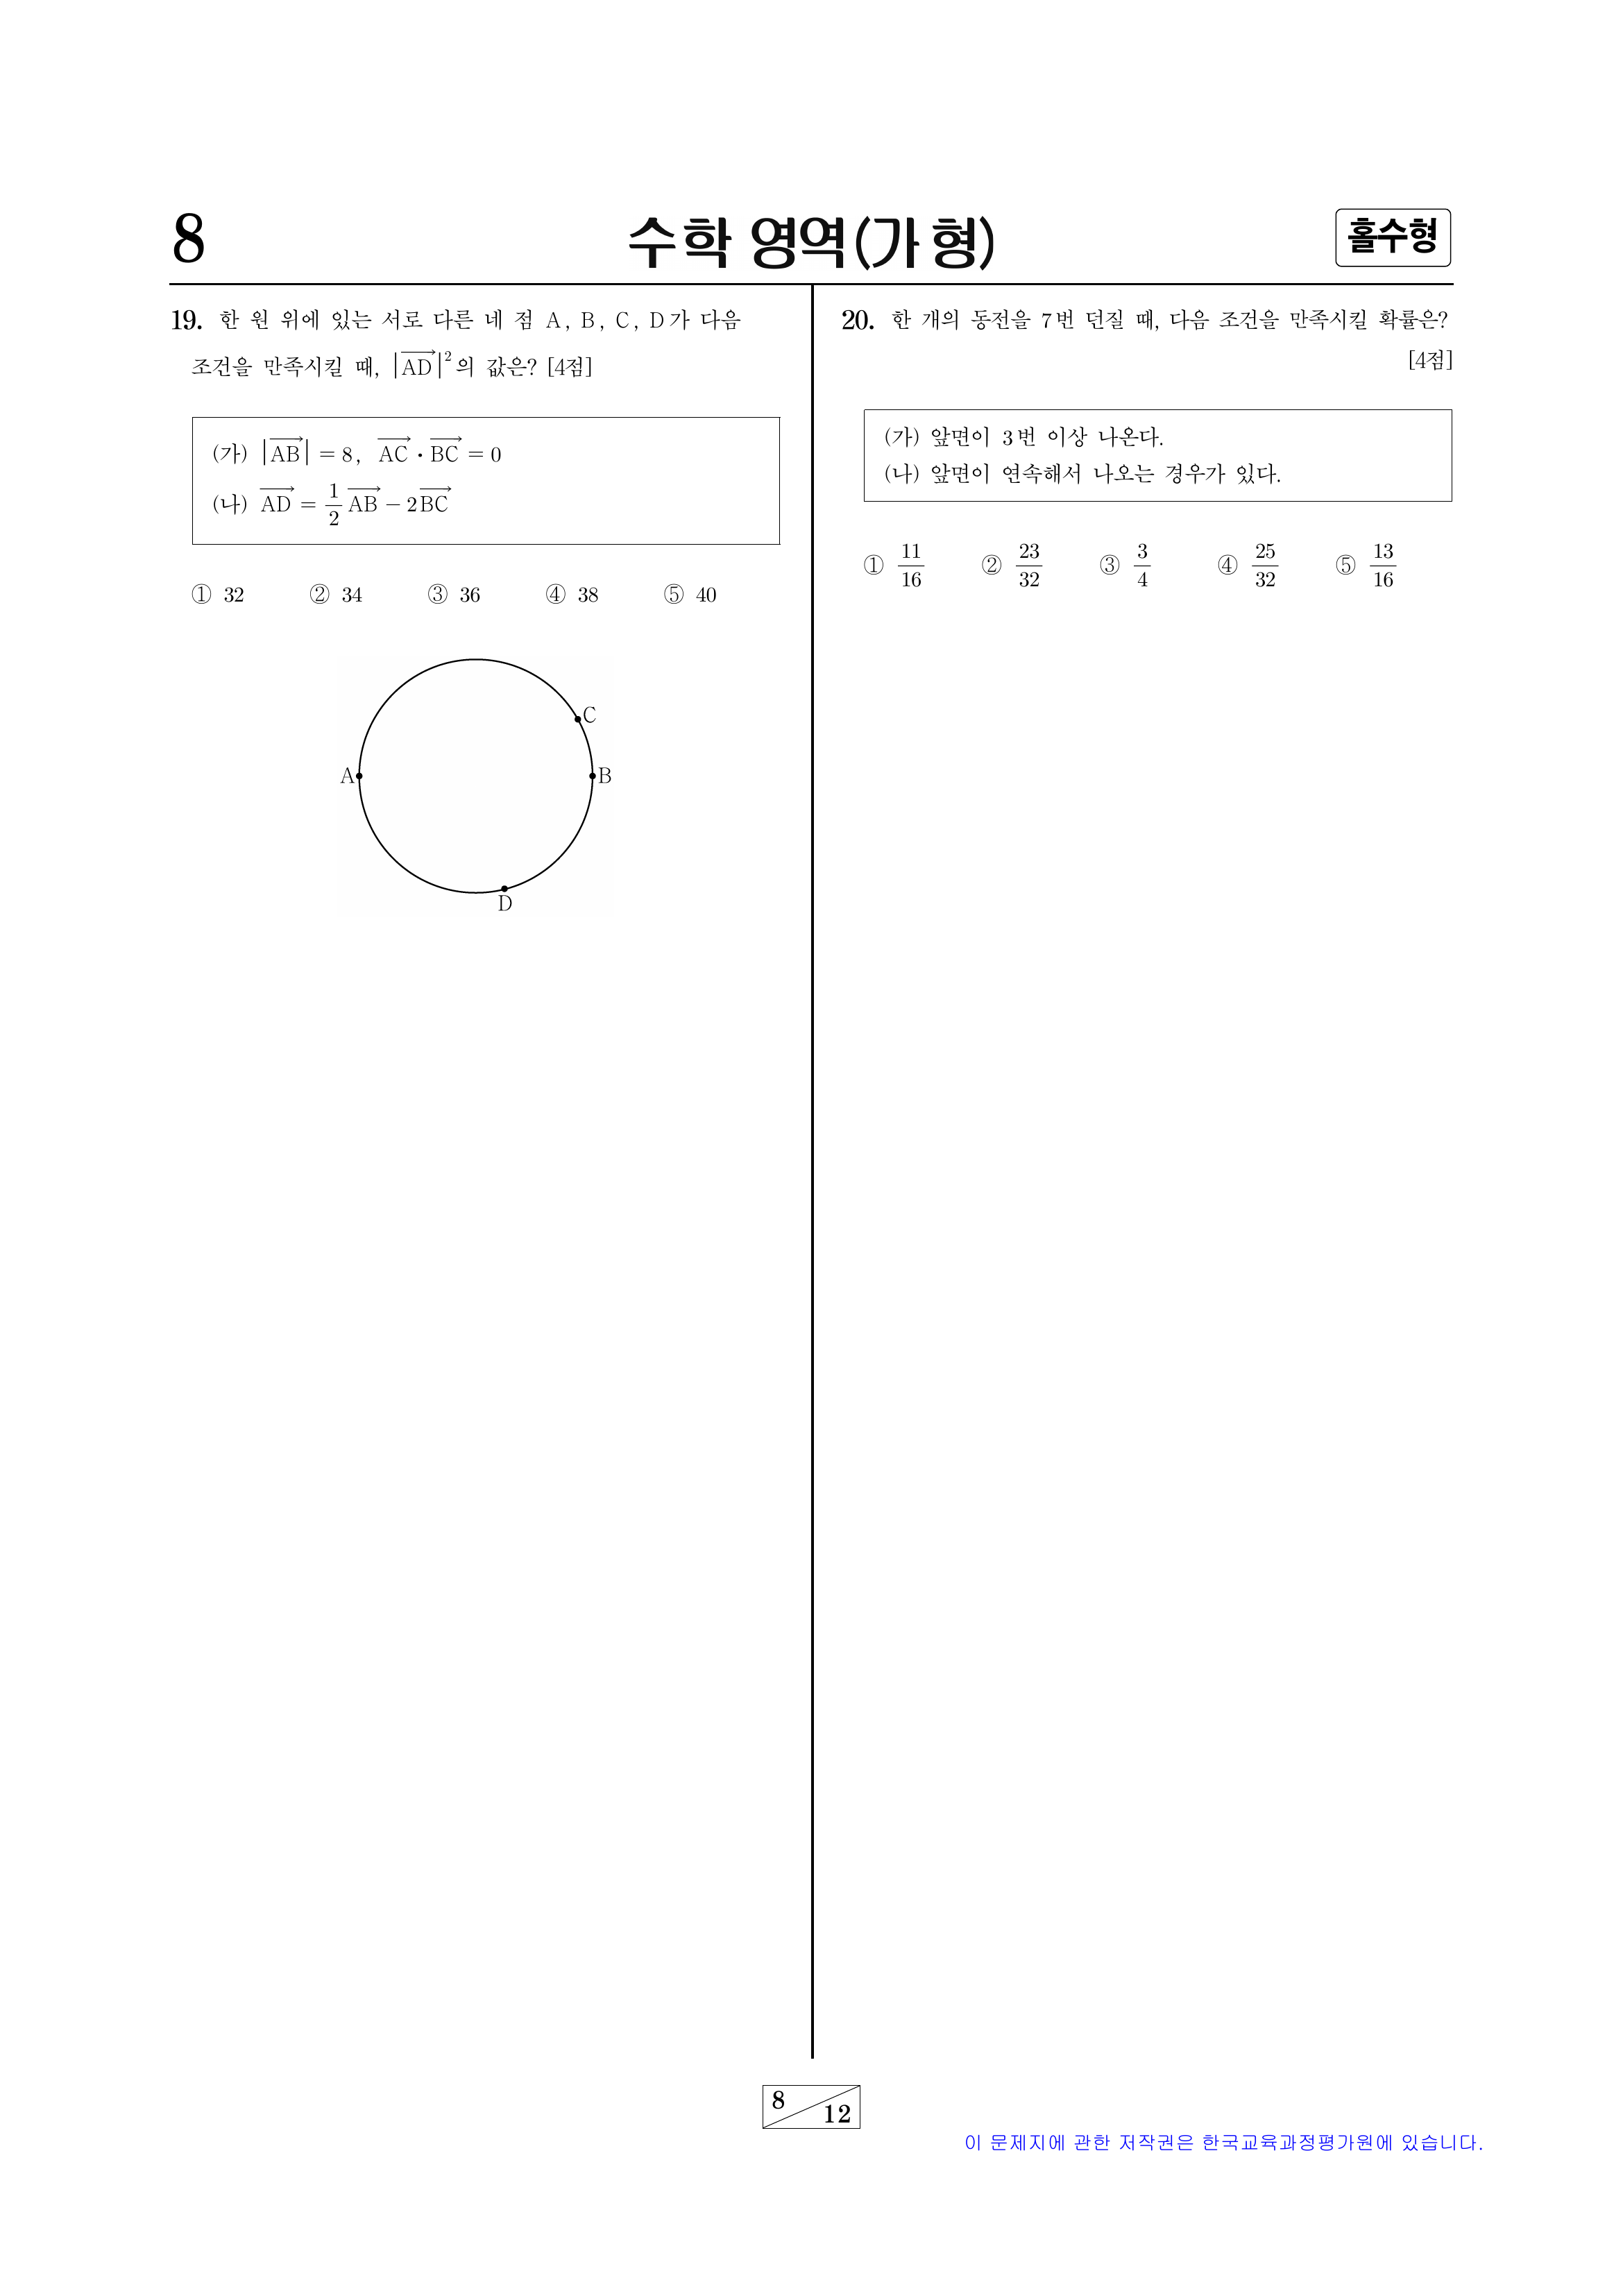 8
수학 영역(가 형)
홀수형
19. 한 원 위에 있는 서로 다른 네 점 A, B, C, D가 다음
조건을 만족시킬 때, |$\overrightarrow{AD}$|²의 값은? [4점]
(가) |$\overrightarrow{AB}$| = 8, $\overrightarrow{AC}$ • $\overrightarrow{BC}$ = 0
(나) $\overrightarrow{AD}$ = $\frac{1}{2}$$\overrightarrow{AB}$ − 2$\overrightarrow{BC}$
① 32 ② 34 ③ 36 ④ 38 ⑤ 40
C
A
B
D
20. 한 개의 동전을 7번 던질 때, 다음 조건을 만족시킬 확률은?
[4점]
(가) 앞면이 3번 이상 나온다.
(나) 앞면이 연속해서 나오는 경우가 있다.
① $\frac{11}{16}$ ② $\frac{23}{32}$ ③ $\frac{3}{4}$ ④ $\frac{25}{32}$ ⑤ $\frac{13}{16}$
8
12
이 문제지에 관한 저작권은 한국교육과정평가원에 있습니다.